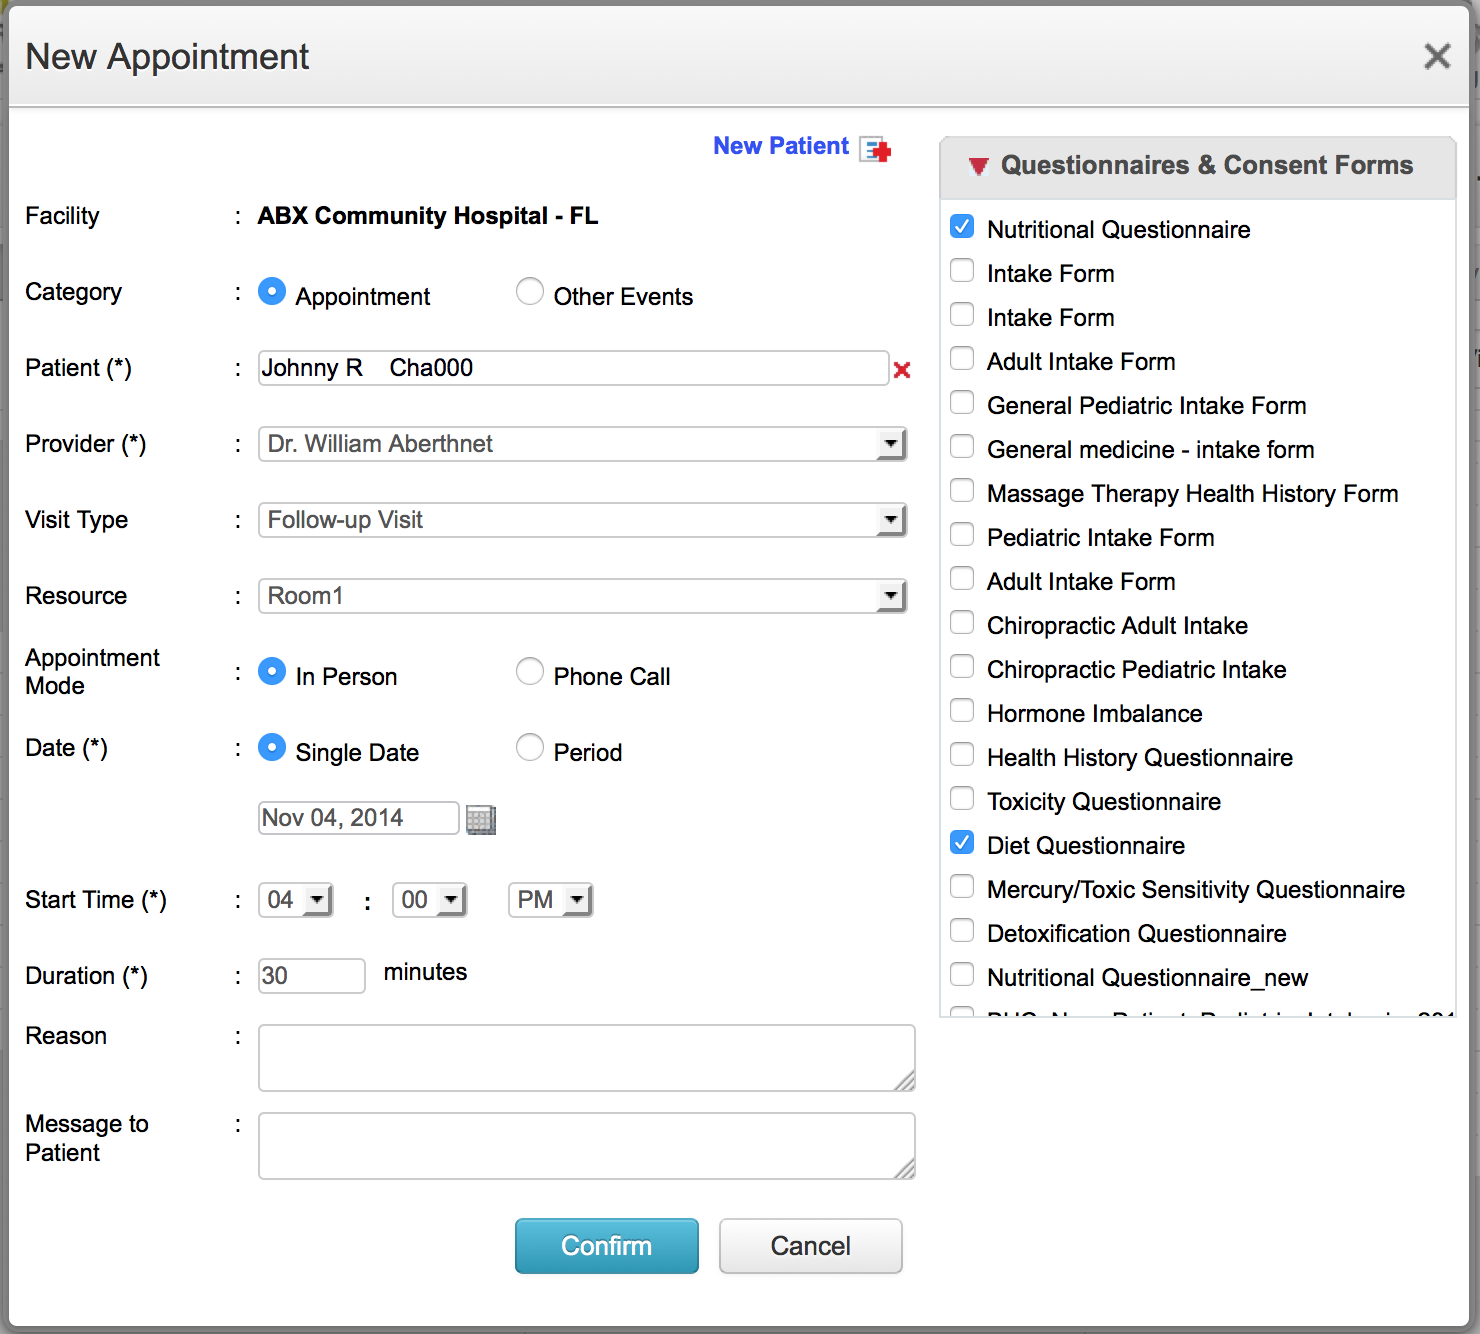 New Appointment
New Patient
Facility : ABX Community Hospital - FL
Category : Appointment Other Events
Patient (*) : Johnny R Cha000
Provider (*) : Dr. William Aberthnet
Visit Type : Follow-up Visit
Resource : Room1
Appointment
Mode : In Person Phone Call
Date (*) : Single Date Period
Nov 04, 2014
Start Time (*) : 04 : 00 PM
Duration (*) : 30 minutes
Reason :
Message to :
Patient
Confirm Cancel
Questionnaires & Consent Forms
Nutritional Questionnaire
Intake Form
Intake Form
Adult Intake Form
General Pediatric Intake Form
General medicine - intake form
Massage Therapy Health History Form
Pediatric Intake Form
Adult Intake Form
Chiropractic Adult Intake
Chiropractic Pediatric Intake
Hormone Imbalance
Health History Questionnaire
Toxicity Questionnaire
Diet Questionnaire
Mercury/Toxic Sensitivity Questionnaire
Detoxification Questionnaire
Nutritional Questionnaire_new